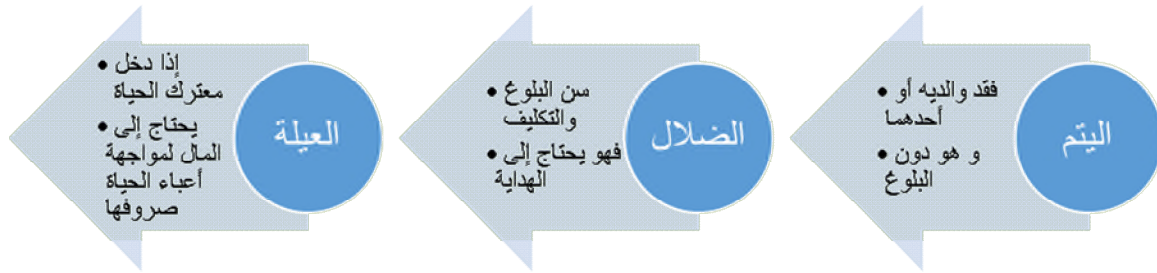 اليتم
فقد والديه أو
أحدهما
و هو دون
البلوغ
الضلال
سن البلوغ
والتكليف
فهو يحتاج إلى
الهداية
العيلة
إذا دخل
معترك الحياة
يحتاج إلى
المال لمواجهة
أعباء الحياة
صروفها